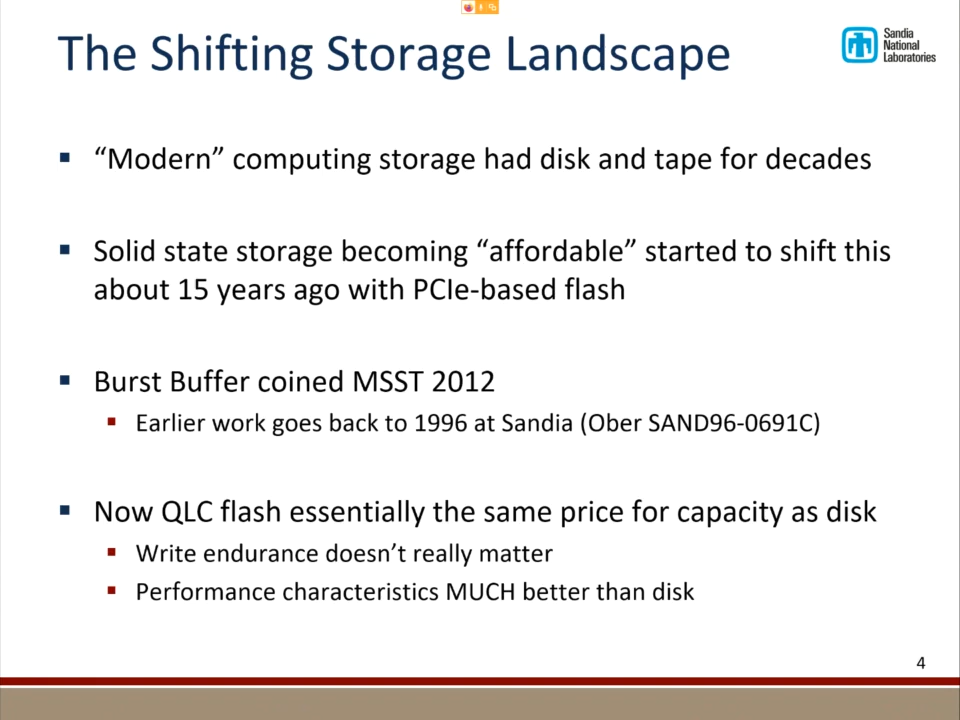 The Shifting Storage Landscape
Sandia
National
Laboratories
▪ “Modern” computing storage had disk and tape for decades
▪ Solid state storage becoming “affordable” started to shift this
about 15 years ago with PCIe-based flash
▪ Burst Buffer coined MSST 2012
▪ Earlier work goes back to 1996 at Sandia (Ober SAND96-0691C)
▪ Now QLC flash essentially the same price for capacity as disk
▪ Write endurance doesn’t really matter
▪ Performance characteristics MUCH better than disk
4